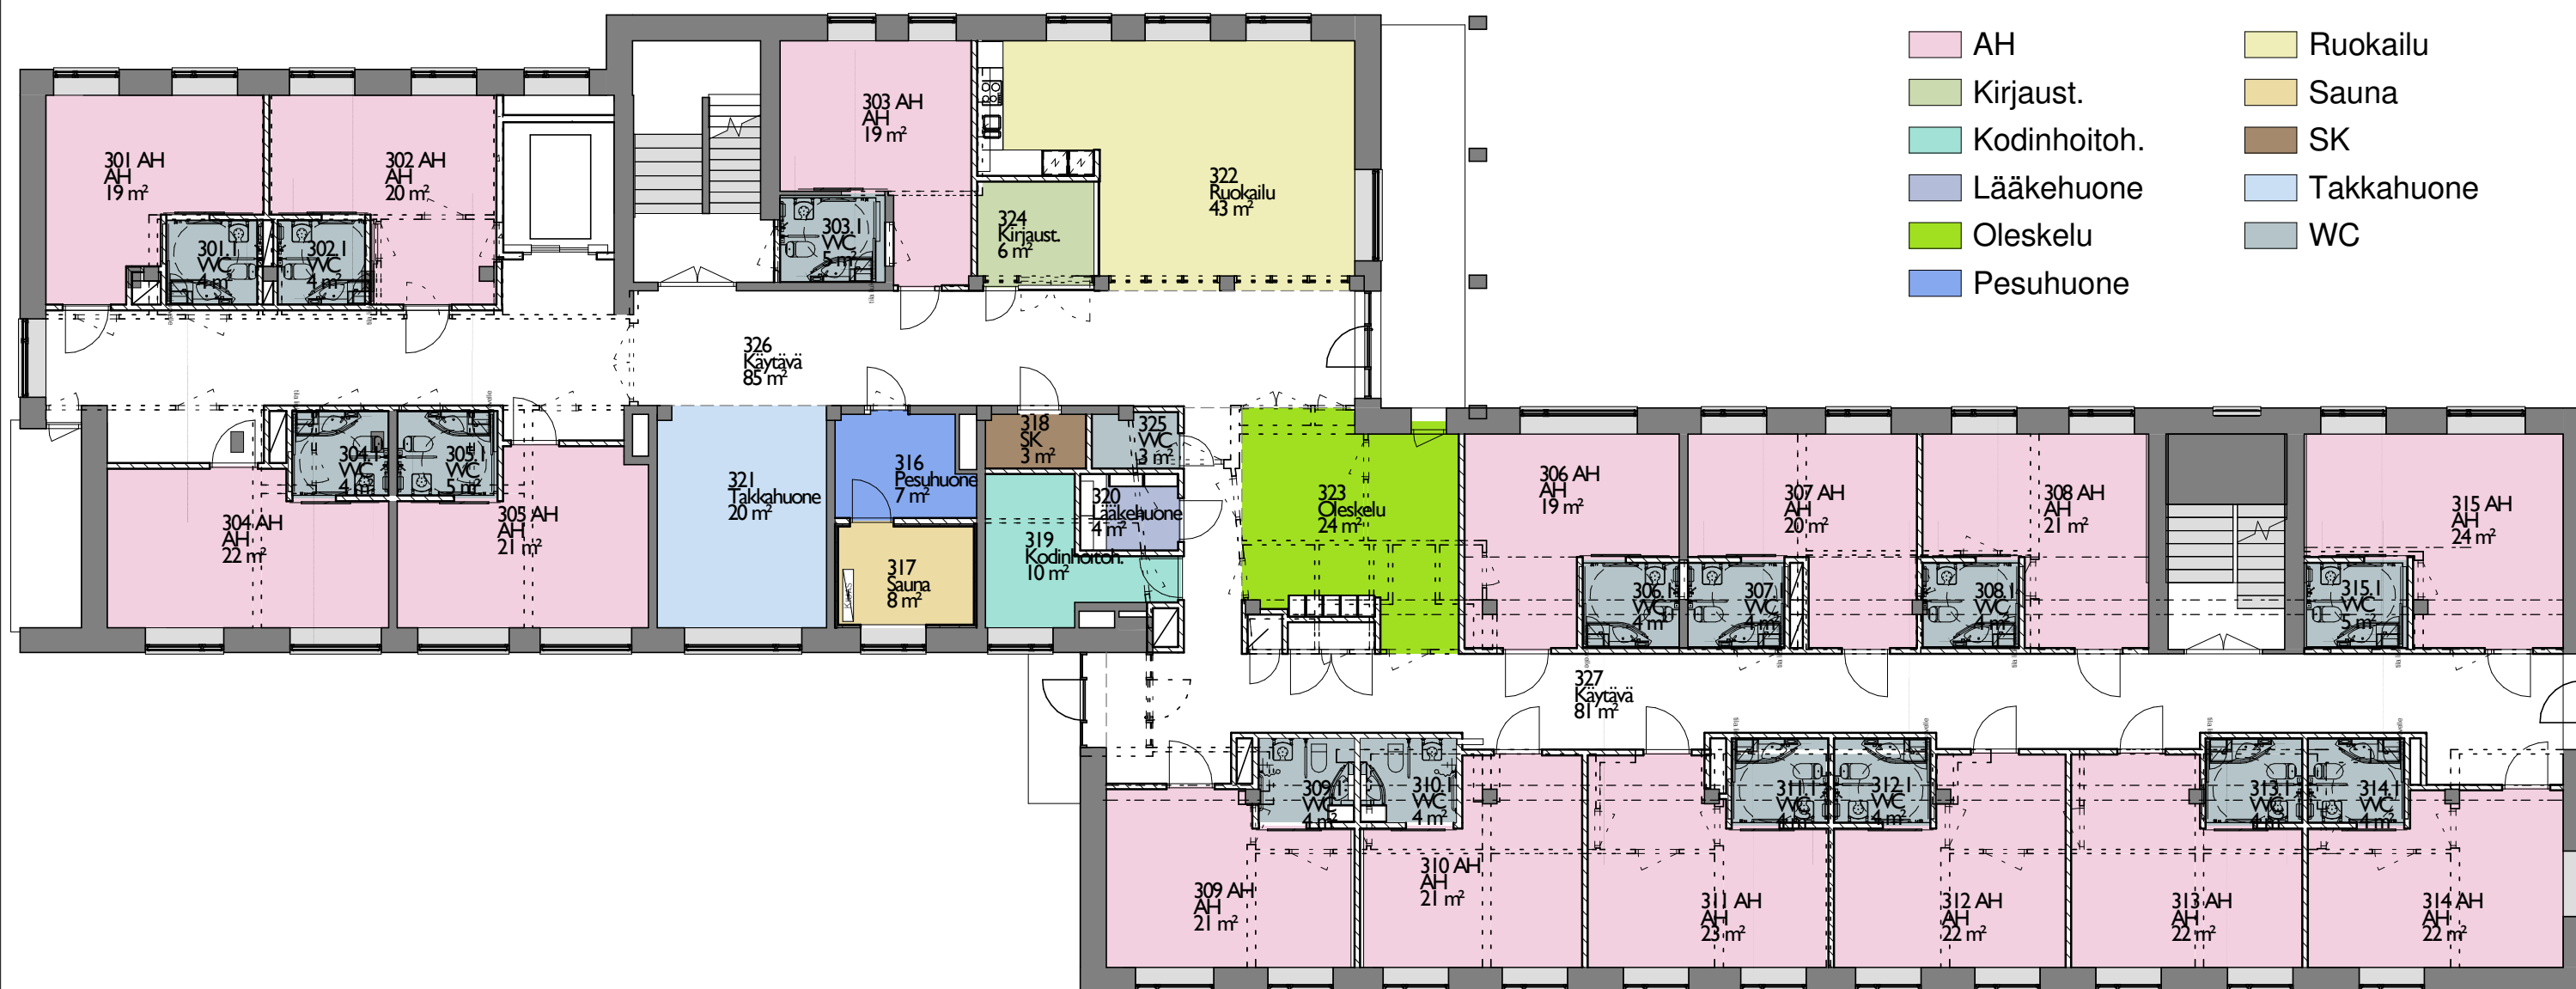 AH
Kirjaust.
Kodinhoitoh.
Lääkehuone
Oleskelu
Pesuhuone
Ruokailu
Sauna
SK
Takkahuone
WC
301 AH
AH
19 m²
302 AH
AH
20 m²
301.1
WC
4 m²
302.1
WC
4 m²
303 AH
AH
19 m²
303.1
WC
5 m²
322
Ruokailu
43 m²
324
Kirjaust.
6 m²
326
Käytävä
85 m²
304.1
WC
4 m²
305.1
WC
5 m²
304 AH
AH
22 m²
305 AH
AH
21 m²
321
Takkahuone
20 m²
316
Pesuhuone
7 m²
317
Sauna
8 m²
318
SK
3 m²
325
WC
3 m²
320
Lääkehuone
4 m²
319
Kodinhoitoh.
10 m²
323
Oleskelu
24 m²
306 AH
AH
19 m²
307 AH
AH
20 m²
308 AH
AH
21 m²
315 AH
AH
24 m²
306.1
WC
4 m²
307.1
WC
4 m²
308.1
WC
4 m²
315.1
WC
5 m²
327
Käytävä
81 m²
309.1
WC
4 m²
310.1
WC
4 m²
311.1
WC
4 m²
312.1
WC
4 m²
313.1
WC
4 m²
314.1
WC
4 m²
309 AH
AH
21 m²
310 AH
AH
21 m²
311 AH
AH
23 m²
312 AH
AH
22 m²
313 AH
AH
22 m²
314 AH
AH
22 m²